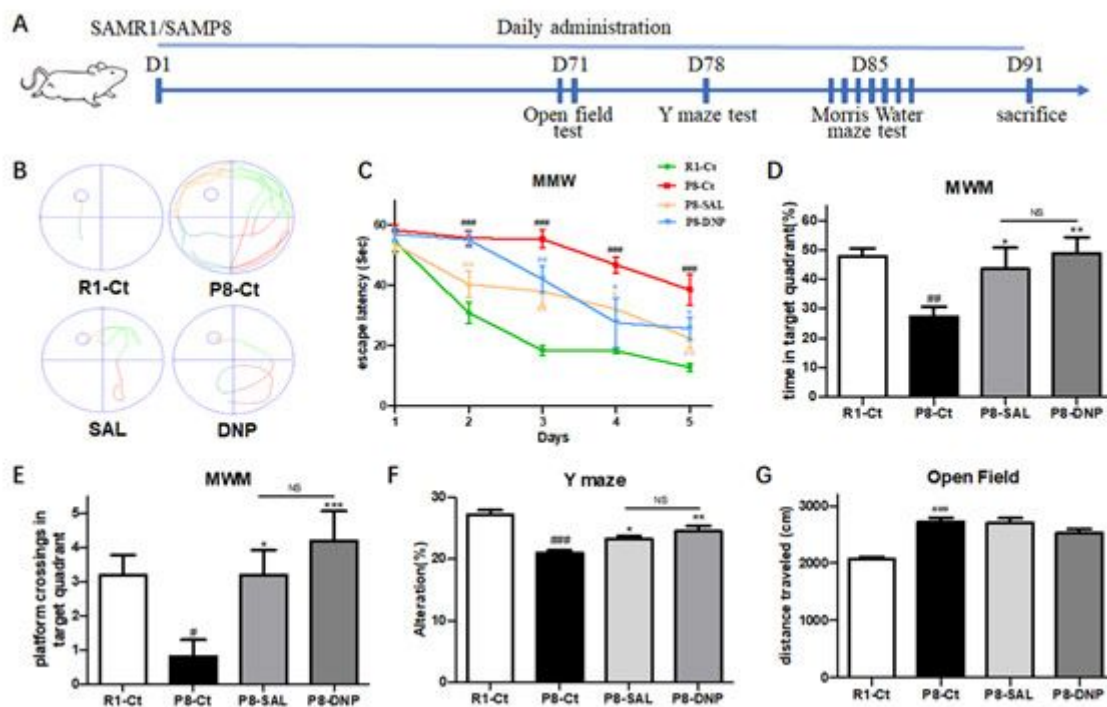 A
SAMR1/SAMP8
Daily administration
D1
D71
D78
D85
D91
Open field
test
Y maze test
Morris Water
maze test
sacrifice
B
R1-Ct
P8-Ct
SAL
DNP
C
MMW
R1-Ct
P8-Ct
P8-SAL
P8-DNP
escape latency (Sec)
60
40
20
0
###
###
###
###
1
2
3
4
5
Days
D
MWM
time in target quadrant(%)
60
50
40
30
20
10
0
##
*
NS
**
R1-Ct
P8-Ct
P8-SAL
P8-DNP
E
MWM
platform crossings in
target quadrant
5
4
3
2
1
0
#
*
NS
***
R1-Ct
P8-Ct
P8-SAL
P8-DNP
F
Y maze
Alteration(%)
30
20
10
0
###
*
NS
**
R1-Ct
P8-Ct
P8-SAL
P8-DNP
G
Open Field
distance traveled (cm)
3000
2000
1000
0
R1-Ct
P8-Ct
P8-SAL
P8-DNP